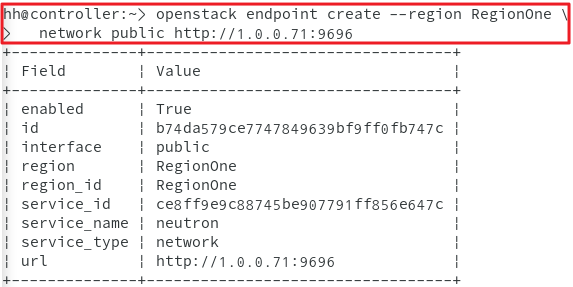 hh@controller:~> openstack endpoint create --region RegionOne \
>   network public http://1.0.0.71:9696
+--------------+----------------------------------+
| Field        | Value                            |
+--------------+----------------------------------+
| enabled      | True                             |
| id           | b74da579ce7747849639bf9ff0fb747c |
| interface    | public                           |
| region       | RegionOne                        |
| region_id    | RegionOne                        |
| service_id   | ce8ff9e9c88745be907791ff856e647c |
| service_name | neutron                          |
| service_type | network                          |
| url          | http://1.0.0.71:9696             |
+--------------+----------------------------------+